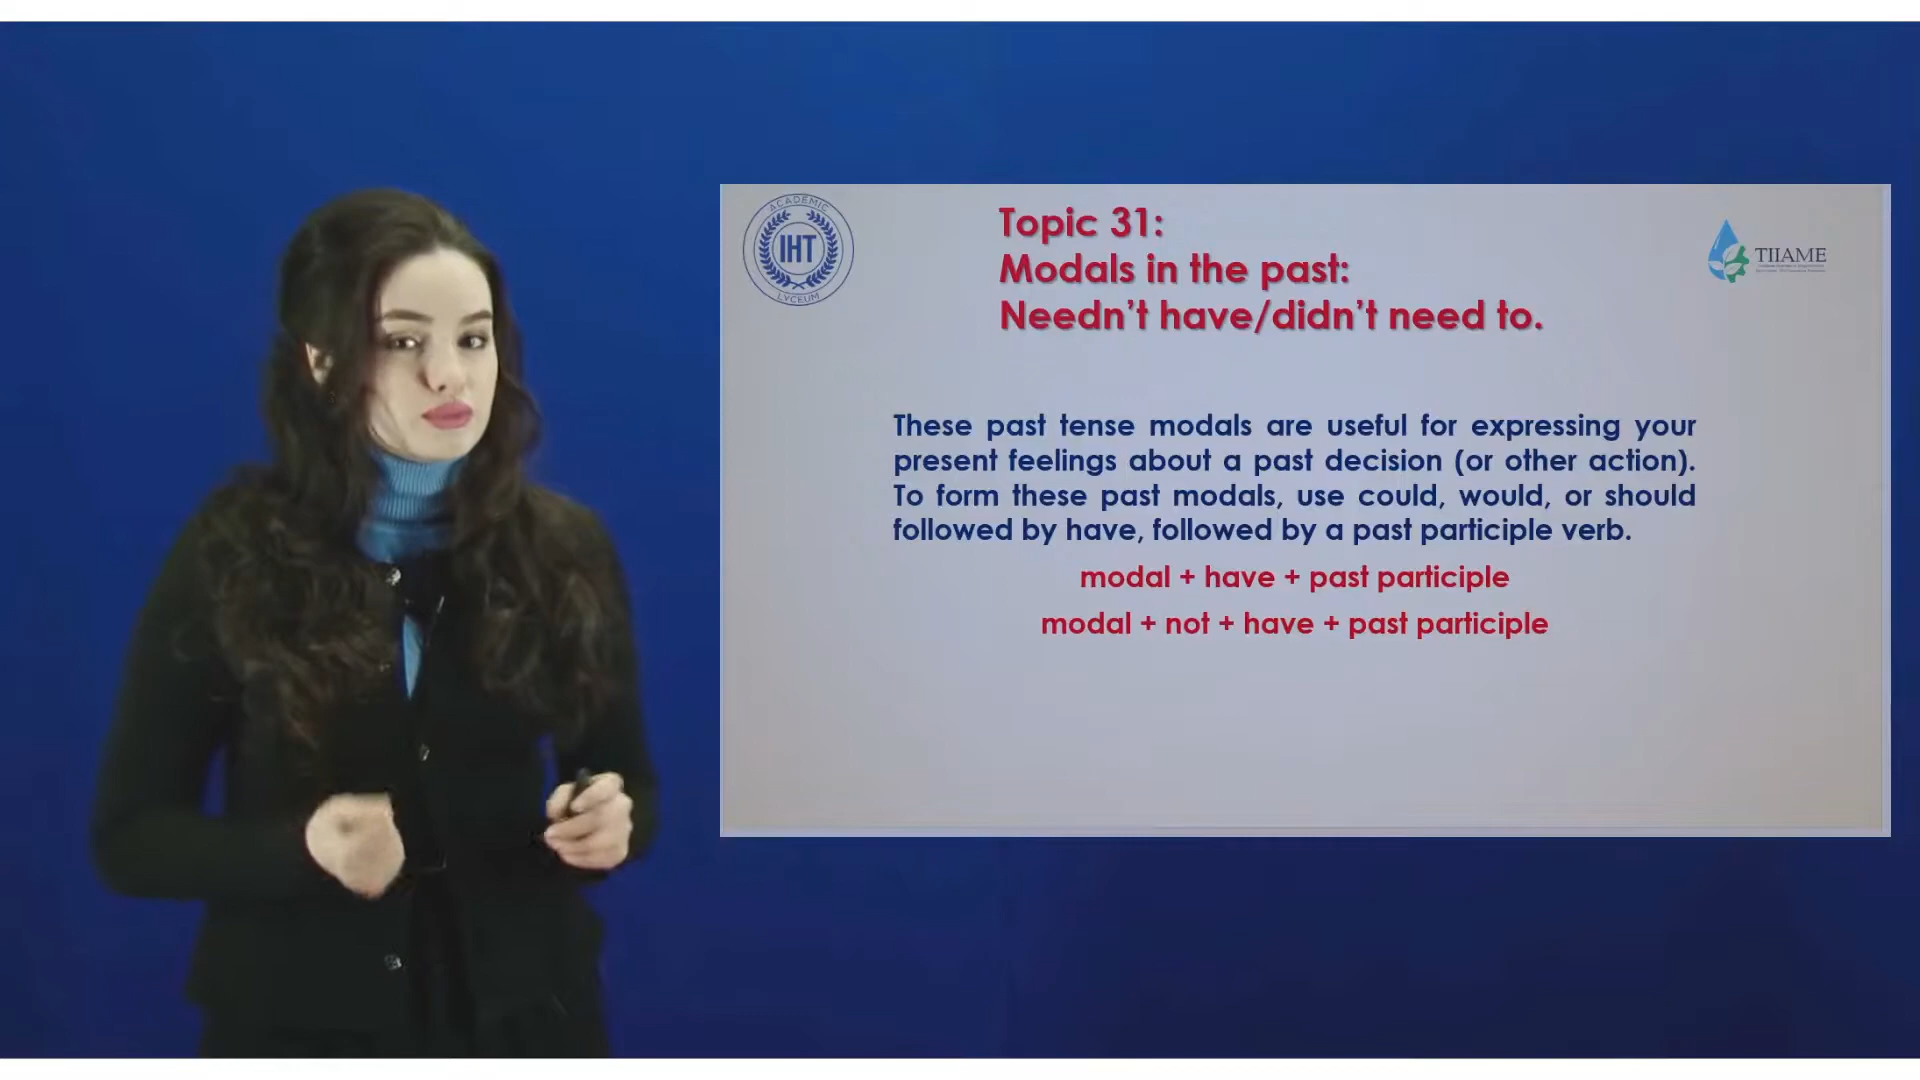 ACADEMIC
IHT
LYCEUM
Topic 31:
Modals in the past:
Needn’t have/didn’t need to.
TIIAME
These past tense modals are useful for expressing your
present feelings about a past decision (or other action).
To form these past modals, use could, would, or should
followed by have, followed by a past participle verb.
modal + have + past participle
modal + not + have + past participle